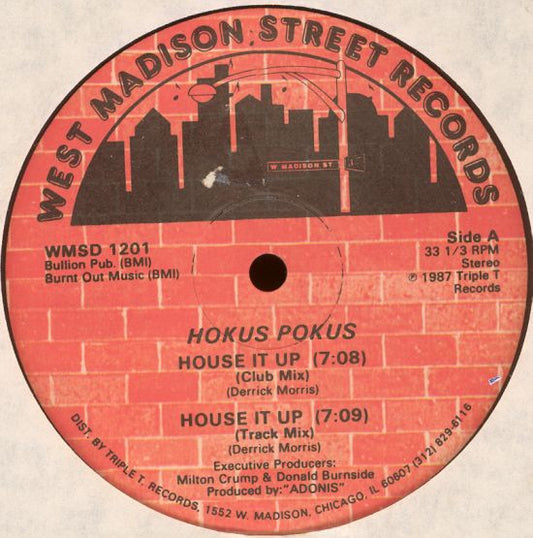 WEST MADISON STREET RECORDS
W MADISON ST
WMSD 1201
Bullion Pub. (BMI)
Burnt Out Music (BMI)
Side A
33 1/3 RPM
Stereo
℗ 1987 Triple T
Records
HOKUS POKUS
HOUSE IT UP (7:08)
(Club Mix)
(Derrick Morris)
HOUSE IT UP (7:09)
(Track Mix)
(Derrick Morris)
Executive Producers:
Milton Crump & Donald Burnside
Produced by:"ADONIS"
DIST. BY TRIPLE T. RECORDS, 1552 W. MADISON, CHICAGO, IL 60607 (312) 829-6116